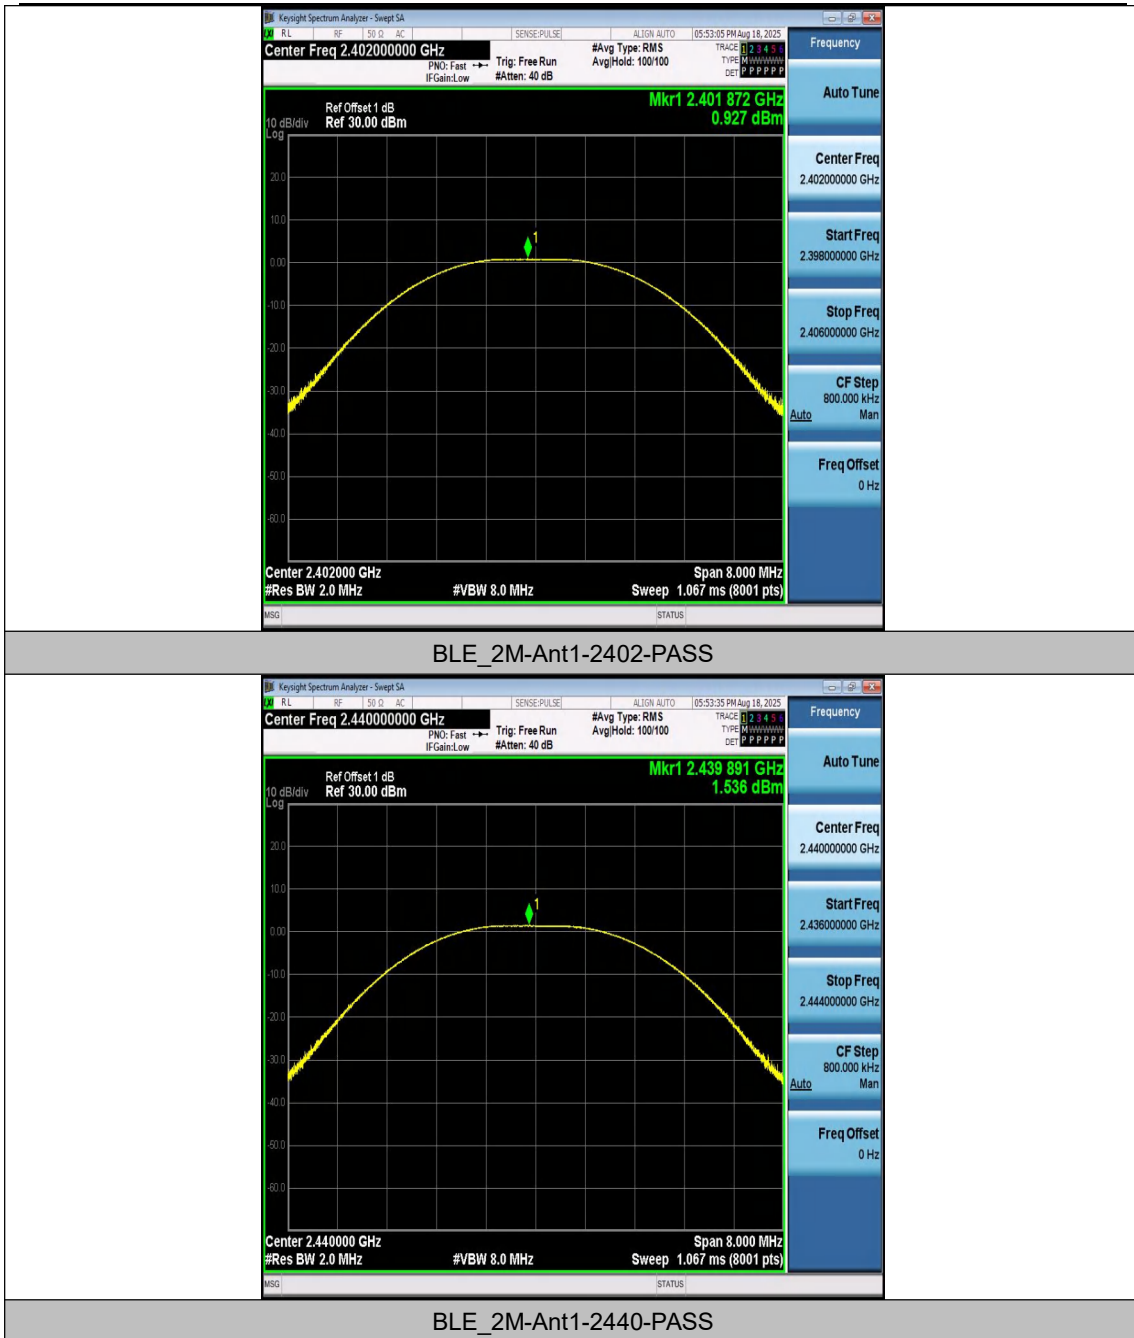 Keysight Spectrum Analyzer - Swept SA
RL RF 50 Ω AC SENSE:PULSE ALIGN AUTO 05:53:05 PM Aug 18, 2025
Center Freq 2.402000000 GHz #Avg Type: RMS TRACE 1 2 3 4 5 6
PNO: Fast Trig: Free Run Avg|Hold: 100/100 TYPE M WWWWW
IFGain:Low #Atten: 40 dB DET P P P P P P
Frequency
Auto Tune
Ref Offset 1 dB Mkr1 2.401 872 GHz
10 dB/div Ref 30.00 dBm 0.927 dBm
Log
20.0
10.0
0.00
-10.0
-20.0
-30.0
-40.0
-50.0
-60.0
1
Center Freq
2.402000000 GHz
Start Freq
2.398000000 GHz
Stop Freq
2.406000000 GHz
CF Step
800.000 kHz
Auto Man
Freq Offset
0 Hz
Center 2.402000 GHz Span 8.000 MHz
#Res BW 2.0 MHz #VBW 8.0 MHz Sweep 1.067 ms (8001 pts)
MSG STATUS
BLE_2M-Ant1-2402-PASS
Keysight Spectrum Analyzer - Swept SA
RL RF 50 Ω AC SENSE:PULSE ALIGN AUTO 05:53:35 PM Aug 18, 2025
Center Freq 2.440000000 GHz #Avg Type: RMS TRACE 1 2 3 4 5 6
PNO: Fast Trig: Free Run Avg|Hold: 100/100 TYPE M WWWWW
IFGain:Low #Atten: 40 dB DET P P P P P P
Frequency
Auto Tune
Ref Offset 1 dB Mkr1 2.439 891 GHz
10 dB/div Ref 30.00 dBm 1.536 dBm
Log
20.0
10.0
0.00
-10.0
-20.0
-30.0
-40.0
-50.0
-60.0
1
Center Freq
2.440000000 GHz
Start Freq
2.436000000 GHz
Stop Freq
2.444000000 GHz
CF Step
800.000 kHz
Auto Man
Freq Offset
0 Hz
Center 2.440000 GHz Span 8.000 MHz
#Res BW 2.0 MHz #VBW 8.0 MHz Sweep 1.067 ms (8001 pts)
MSG STATUS
BLE_2M-Ant1-2440-PASS